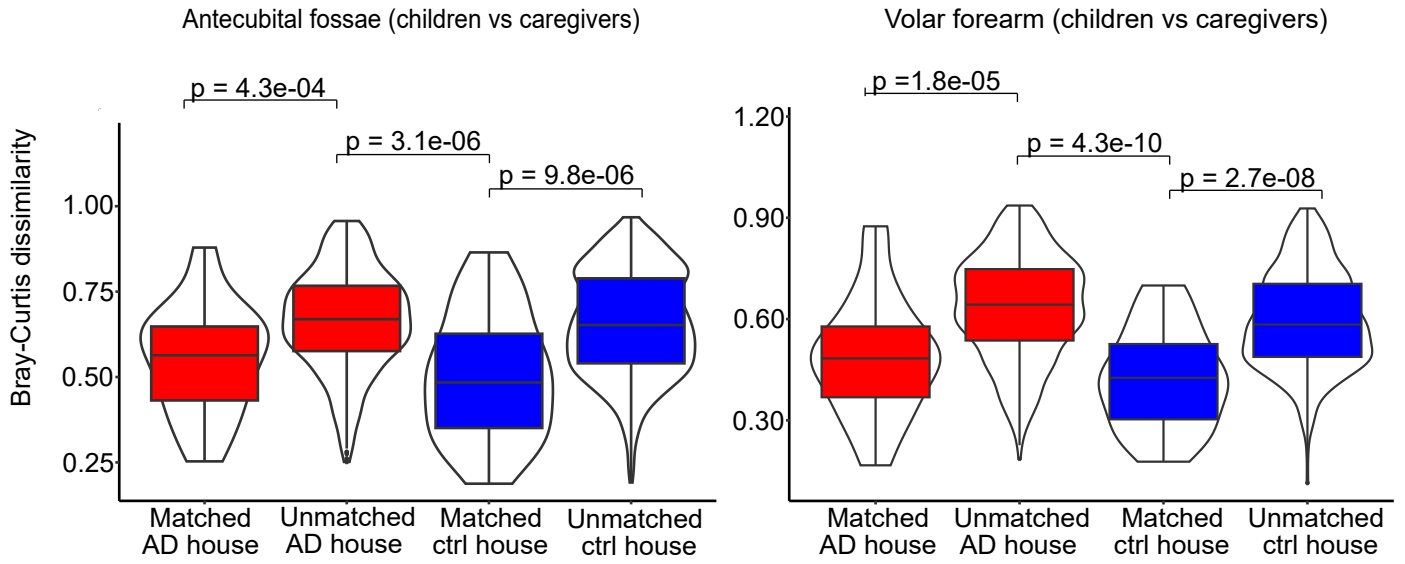 Antecubital fossae (children vs caregivers)
Bray-Curtis dissimilarity
p = 4.3e-04
p = 3.1e-06
p = 9.8e-06
1.00
0.75
0.50
0.25
Matched
AD house
Unmatched
AD house
Matched
ctrl house
Unmatched
ctrl house
Volar forearm (children vs caregivers)
p =1.8e-05
p = 4.3e-10
p = 2.7e-08
1.20
0.90
0.60
0.30
Matched
AD house
Unmatched
AD house
Matched
ctrl house
Unmatched
ctrl house